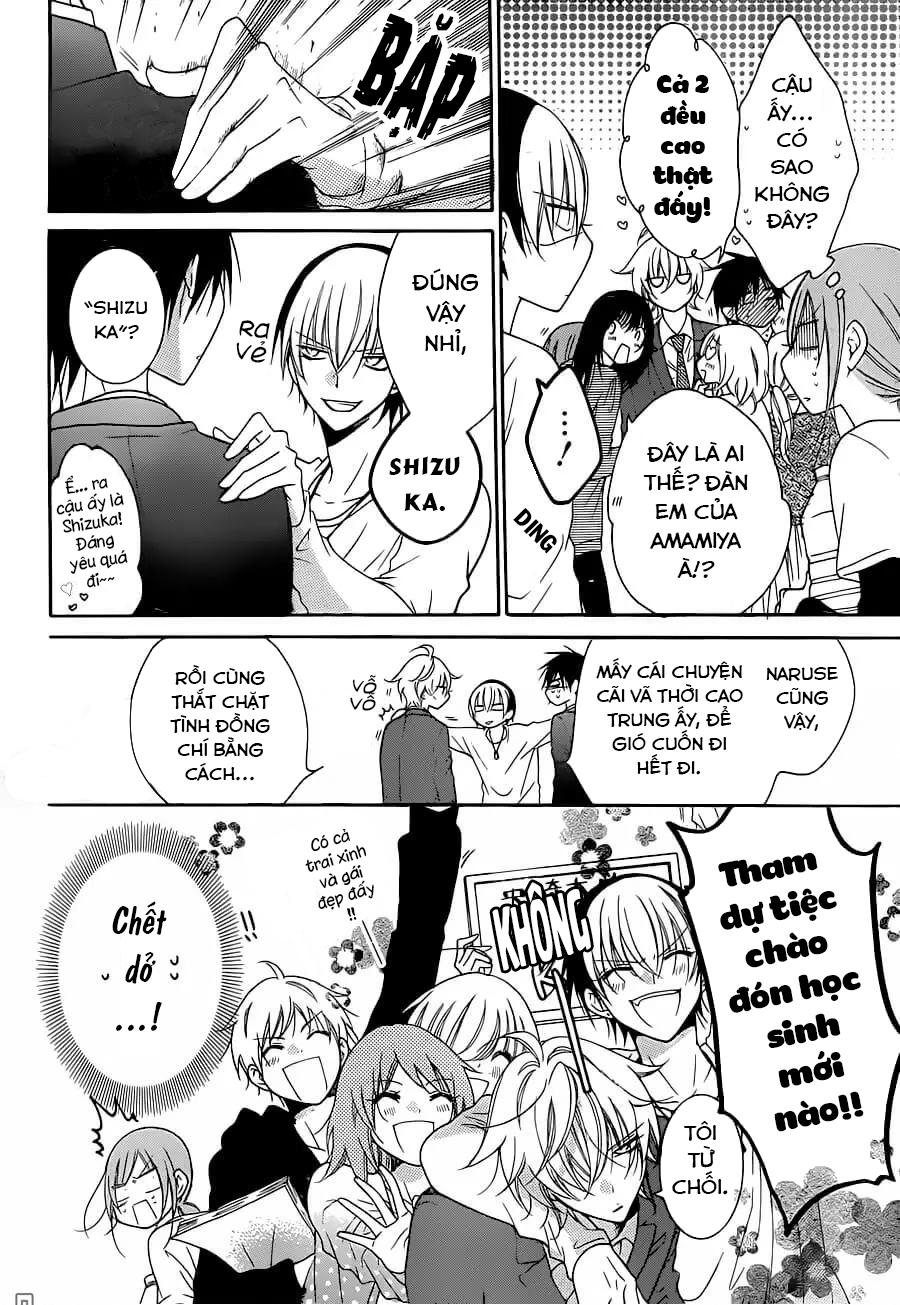 CẬU
ẤY...
CÓ
SAO
KHÔNG
ĐÂY?
Cả 2
đều
cao
thật
đấy!
ĐÂY LÀ AI
THẾ? ĐÀN
EM CỦA
AMAMIYA
À!?
...!
DING
BẶP
ĐÚNG
VẬY NHỈ,
SHIZU
KA.
RA
VẺ
"SHIZU
KA"?
Ể... ra
cậu ấy là
Shizuka!
Đáng
yêu quá
đi~~
NARUSE
CŨNG
VẬY,
MẤY CÁI CHUYỆN
CÃI VÃ THỜI CAO
TRUNG ẤY, ĐỂ
GIÓ CUỐN ĐI
HẾT ĐI.
VỖ
VỖ
RỒI CÙNG
THẮT CHẶT
TÌNH ĐỒNG
CHÍ BẰNG
CÁCH...
Tham
dự tiệc
chào
đón học
sinh
mới
nào!!
KHÔNG
TÔI
TỪ
CHỐI.
Có cả
trai xinh
và gái
đẹp đấy
!!
Chết
dở
...!